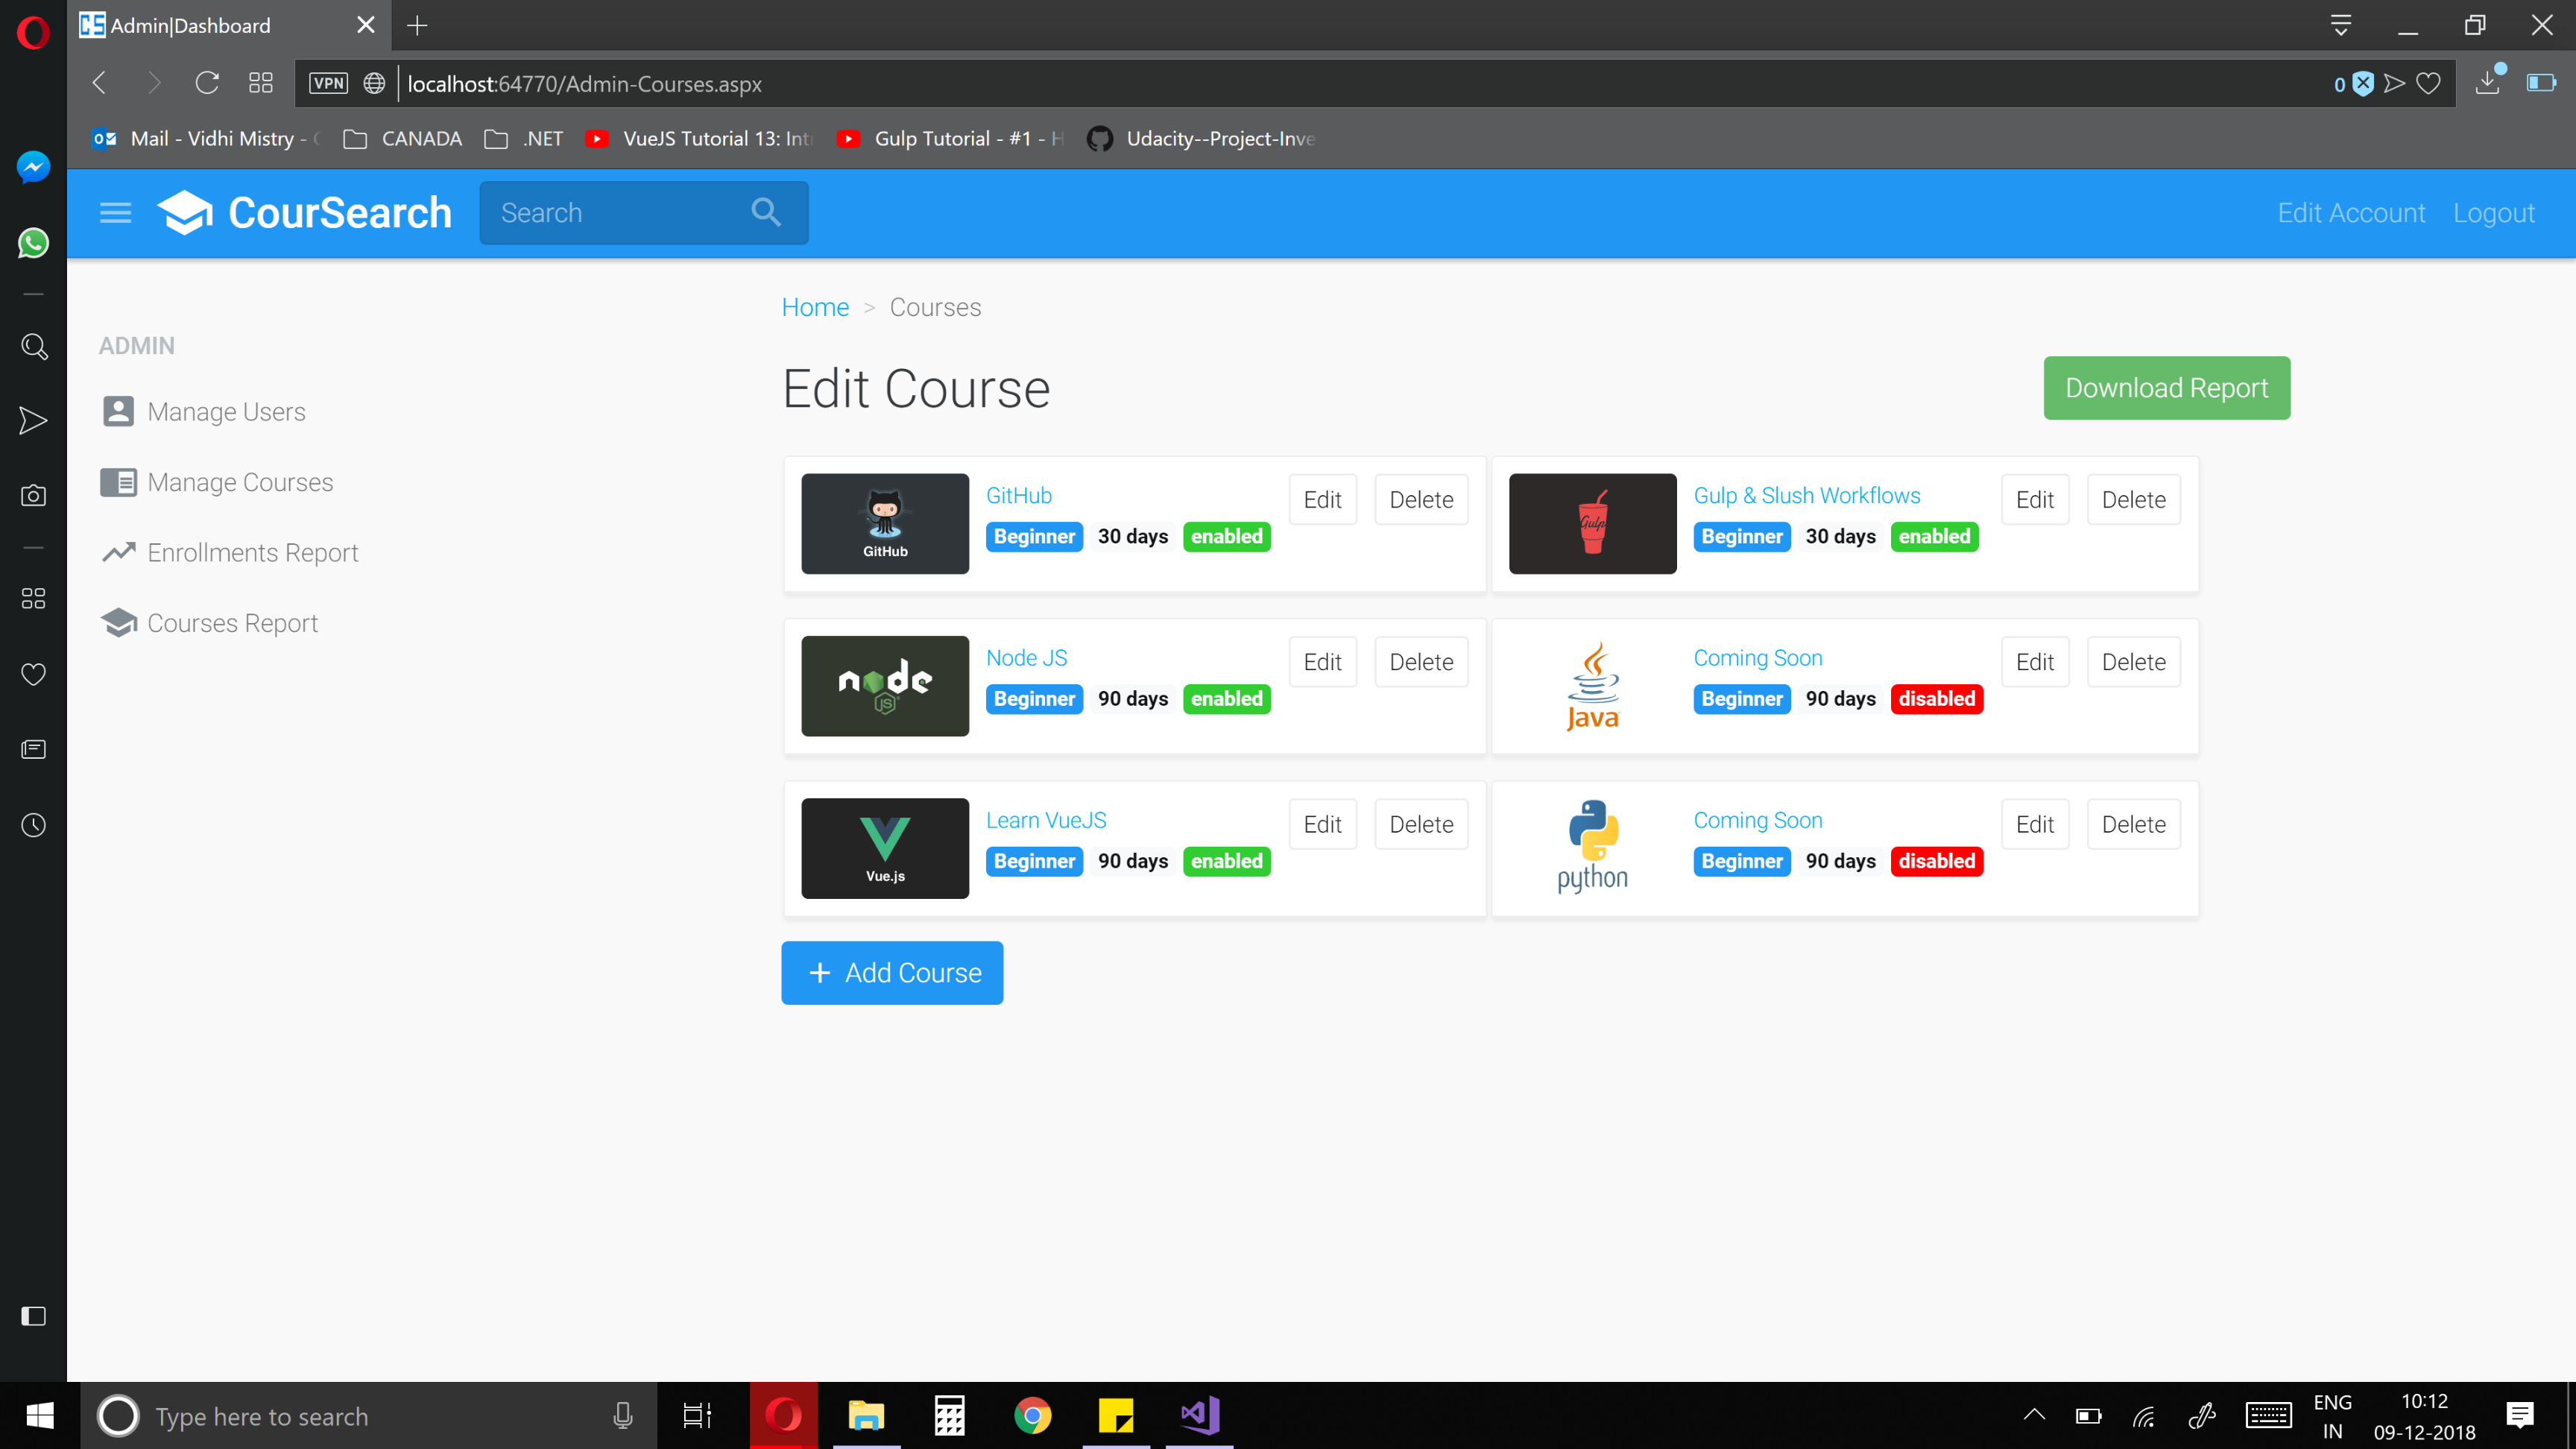 Admin|Dashboard
VPN localhost:64770/Admin-Courses.aspx 0
Mail - Vidhi Mistry - CANADA .NET VueJS Tutorial 13: Int Gulp Tutorial - #1 - H Udacity--Project-Inve
CourSearch Search Edit Account Logout
Home > Courses
ADMIN
Manage Users
Manage Courses
Enrollments Report
Courses Report
Edit Course
Download Report
GitHub
GitHub
Edit Delete
Beginner 30 days enabled
Gulp
Gulp & Slush Workflows
Edit Delete
Beginner 30 days enabled
node
JS
Node JS
Edit Delete
Beginner 90 days enabled
Java
Coming Soon
Edit Delete
Beginner 90 days disabled
Vue.js
Learn VueJS
Edit Delete
Beginner 90 days enabled
python
Coming Soon
Edit Delete
Beginner 90 days disabled
+ Add Course
Type here to search
ENG
IN
10:12
09-12-2018